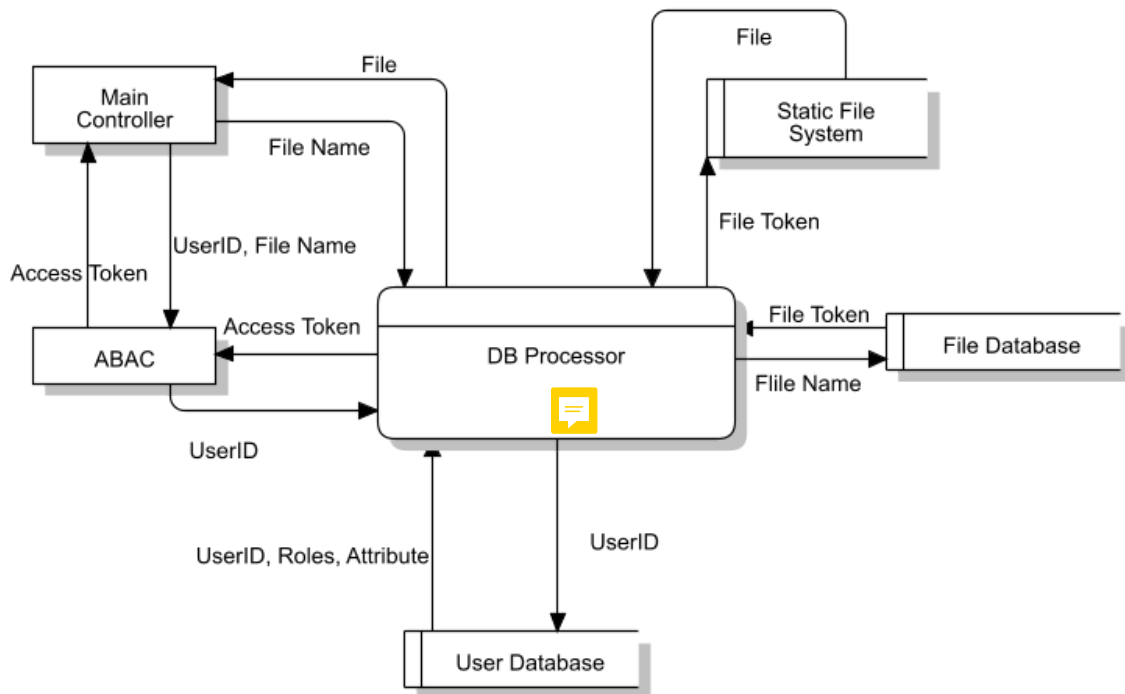 File
File
Main
Controller
Static File
System
File Name
File Token
UserID, File Name
Access Token
File Token
Access Token
ABAC
DB Processor
File Database
Flile Name
UserID
UserID, Roles, Attribute
UserID
User Database